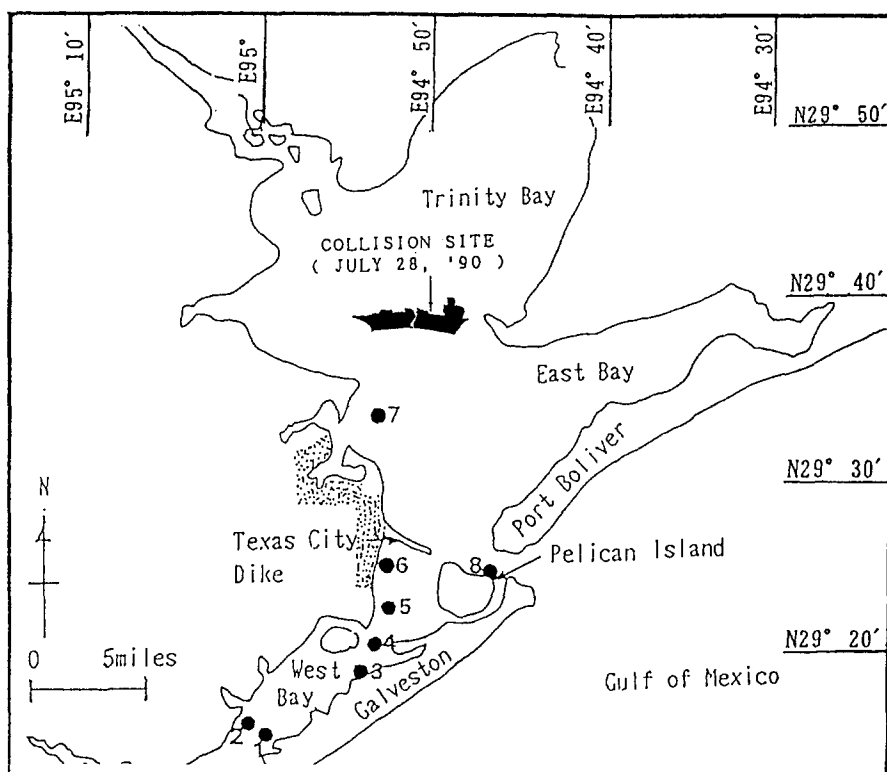 E95° 10′
E95°
E94° 50′
E94° 40′
E94° 30′
N29° 50′
Trinity Bay
COLLISION SITE
( JULY 28, '90 )
N29° 40′
East Bay
7
Port Boliver
N29° 30′
N
Texas City
Dike
8
Pelican Island
6
5
4
N29° 20′
0 5miles
West
Bay
3
Galveston
Gulf of Mexico
2
1